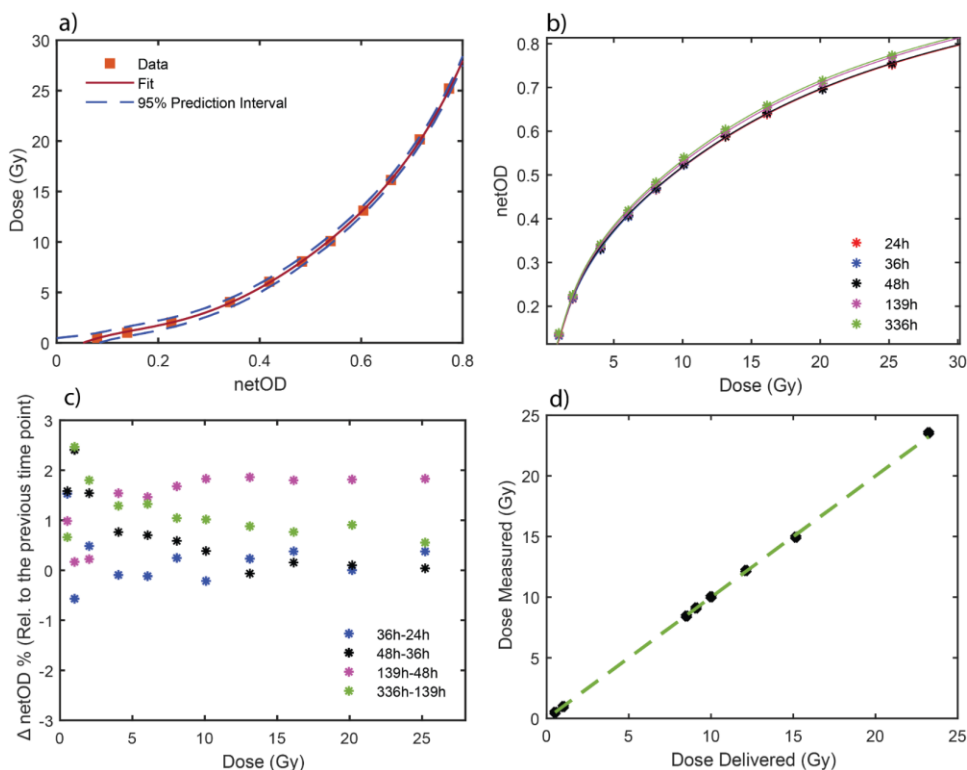 a)
30
25
20
15
10
5
0
Dose (Gy)
Data
Fit
95% Prediction Interval
0 0.2 0.4 0.6 0.8
netOD
b)
0.8
0.7
0.6
0.5
0.4
0.3
0.2
netOD
24h
36h
48h
139h
336h
5 10 15 20 25 30
Dose (Gy)
c)
3
2
1
0
-1
-2
-3
Δ netOD % (Rel. to the previous time point)
36h-24h
48h-36h
139h-48h
336h-139h
0 5 10 15 20 25
Dose (Gy)
d)
25
20
15
10
5
0
Dose Measured (Gy)
0 5 10 15 20 25
Dose Delivered (Gy)